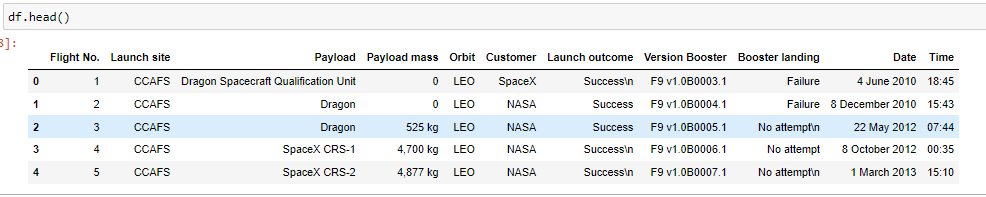 df.head()
3]:
Flight No. Launch site Payload Payload mass Orbit Customer Launch outcome Version Booster Booster landing Date Time
0 1 CCAFS Dragon Spacecraft Qualification Unit 0 LEO SpaceX Success\n F9 v1.0B0003.1 Failure 4 June 2010 18:45
1 2 CCAFS Dragon 0 LEO NASA Success F9 v1.0B0004.1 Failure 8 December 2010 15:43
2 3 CCAFS Dragon 525 kg LEO NASA Success F9 v1.0B0005.1 No attempt\n 22 May 2012 07:44
3 4 CCAFS SpaceX CRS-1 4,700 kg LEO NASA Success\n F9 v1.0B0006.1 No attempt 8 October 2012 00:35
4 5 CCAFS SpaceX CRS-2 4,877 kg LEO NASA Success\n F9 v1.0B0007.1 No attempt\n 1 March 2013 15:10